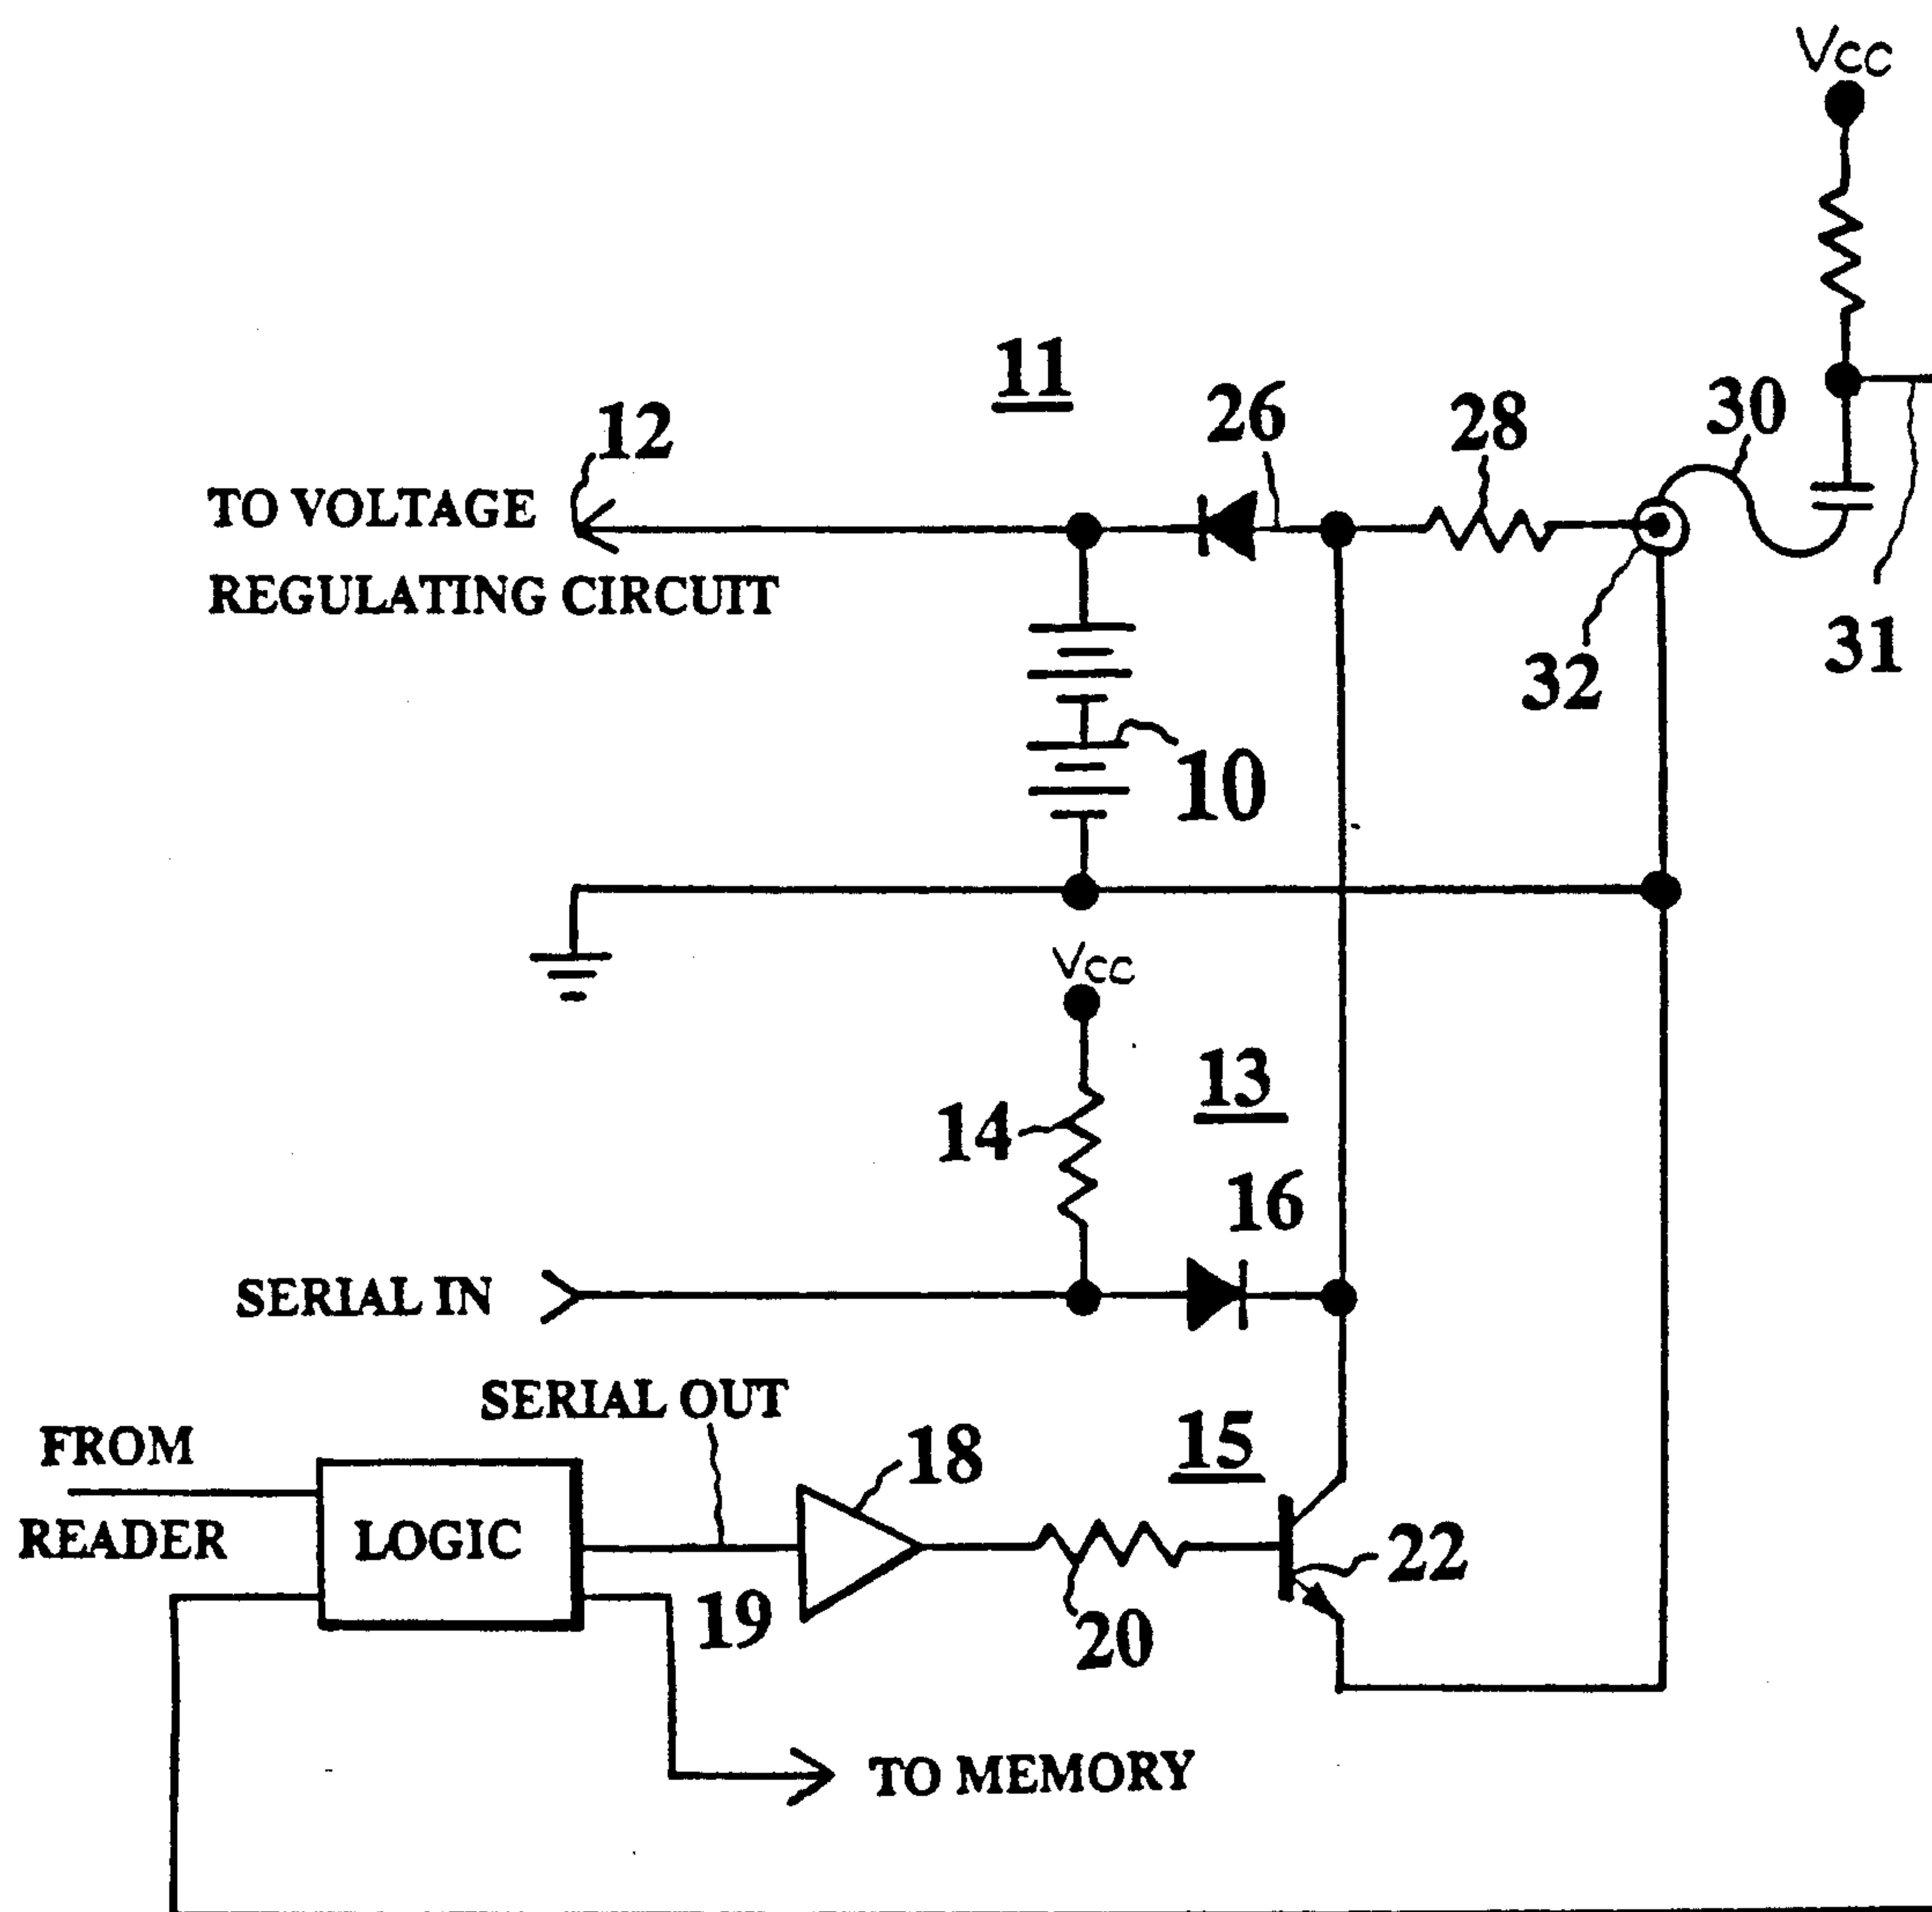 Vcc
11
12
26
28
30
TO VOLTAGE
REGULATING CIRCUIT
31
32
10
Vcc
13
14
16
SERIAL IN
SERIAL OUT
FROM
15
18
READER
LOGIC
22
19
20
TO MEMORY